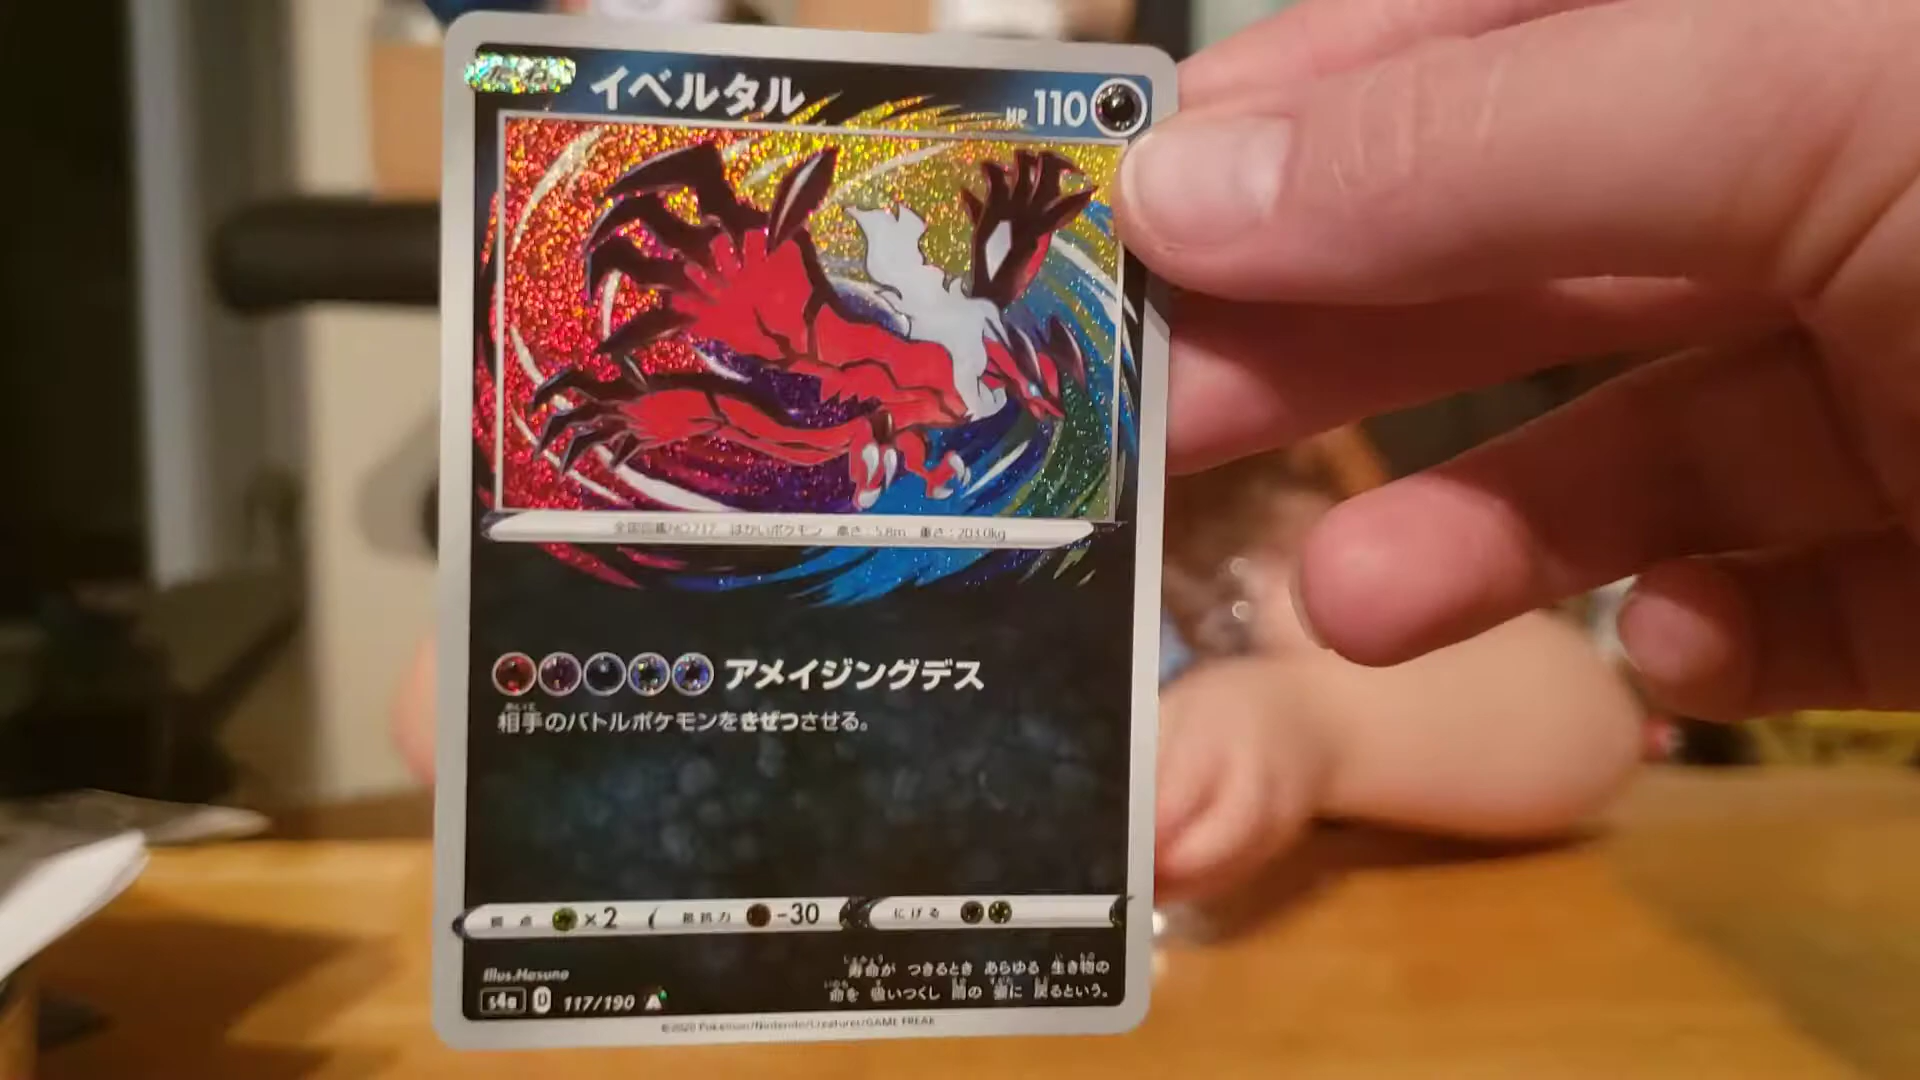 イベルタル
HP 110
全国図鑑NO.717 はかいポケモン 高さ:5.8m 重さ:203.0kg
アメイジングデス
相手のバトルポケモンをきぜつさせる。
弱点 ×2 抵抗力 -30 にげる
Illus.Hasuno
寿命が つきるとき あらゆる 生き物の
命を 吸いつくし 繭の 姿に 戻るという。
s4a D 117/190 A
©2020 Pokémon/Nintendo/Creatures/GAME FREAK